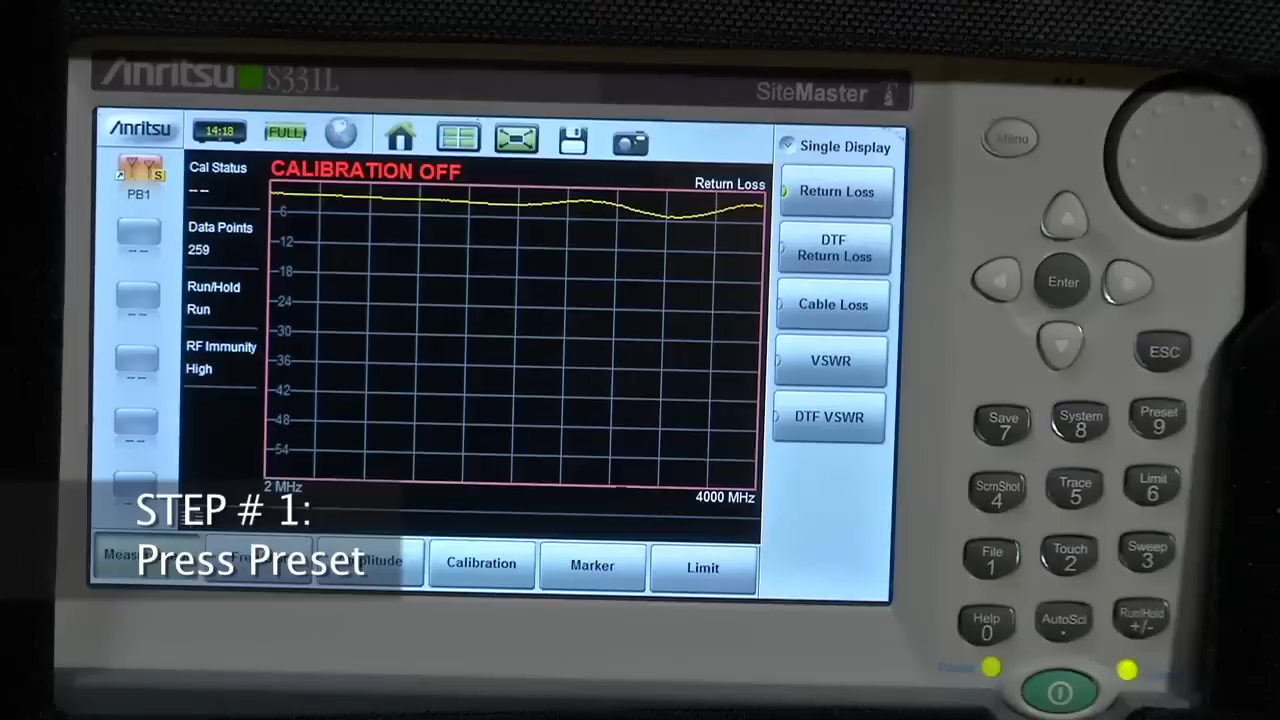 Anritsu S331L
SiteMaster
Anritsu
14:18
FULL
CALIBRATION OFF
Return Loss
Cal Status
--
Data Points
259
Run/Hold
Run
RF Immunity
High
S
PB1
--
--
--
--
--
-6
-12
-18
-24
-30
-36
-42
-48
-54
2 MHz
4000 MHz
Single Display
Return Loss
DTF
Return Loss
Cable Loss
VSWR
DTF VSWR
Calibration
Marker
Limit
STEP # 1:
Press Preset
Menu
Enter
ESC
Save
7
System
8
Preset
9
ScrnShot
4
Trace
5
Limit
6
File
1
Touch
2
Sweep
3
Help
0
AutoScl
.
Run/Hold
+/-